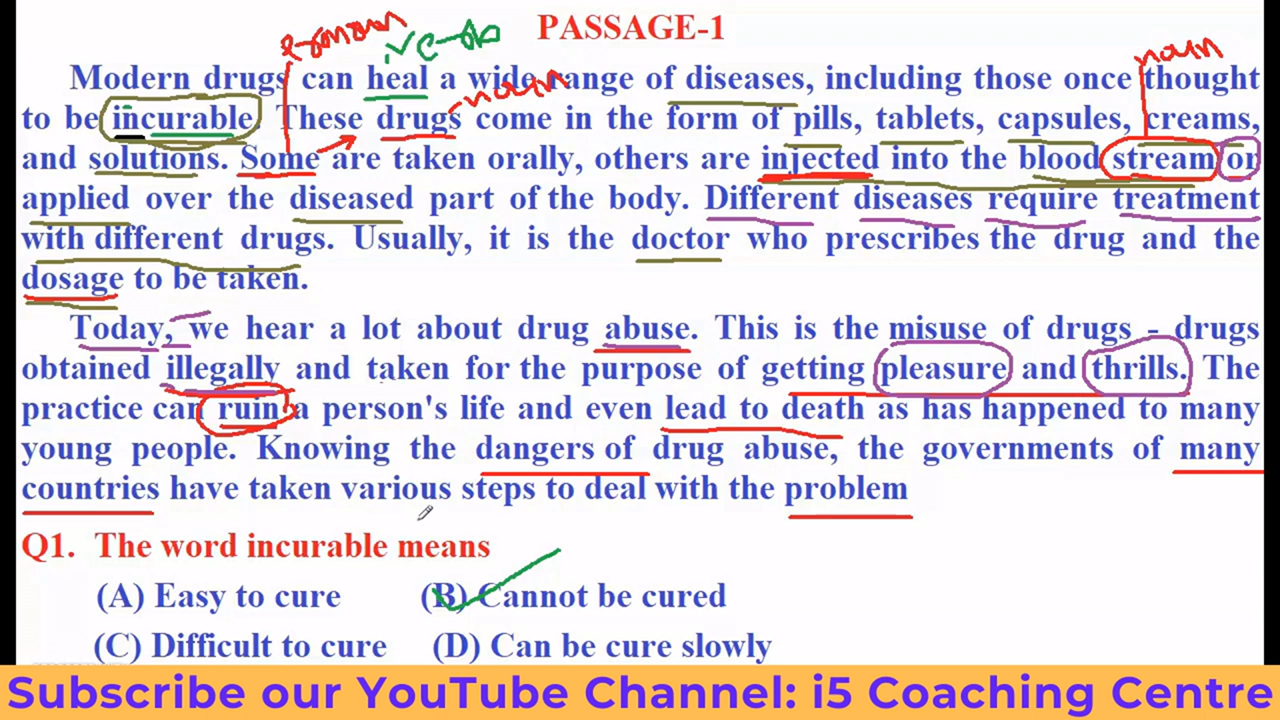 PASSAGE-1
Pronoun
noun
Modern drugs can heal a wide range of diseases, including those once thought
noun
to be incurable. These drugs come in the form of pills, tablets, capsules, creams,
and solutions. Some are taken orally, others are injected into the blood stream or
applied over the diseased part of the body. Different diseases require treatment
with different drugs. Usually, it is the doctor who prescribes the drug and the
dosage to be taken.
Today, we hear a lot about drug abuse. This is the misuse of drugs - drugs
obtained illegally and taken for the purpose of getting pleasure and thrills. The
practice can ruin a person's life and even lead to death as has happened to many
young people. Knowing the dangers of drug abuse, the governments of many
countries have taken various steps to deal with the problem
Q1. The word incurable means
(A) Easy to cure (B) Cannot be cured
(C) Difficult to cure (D) Can be cure slowly
Subscribe our YouTube Channel: i5 Coaching Centre